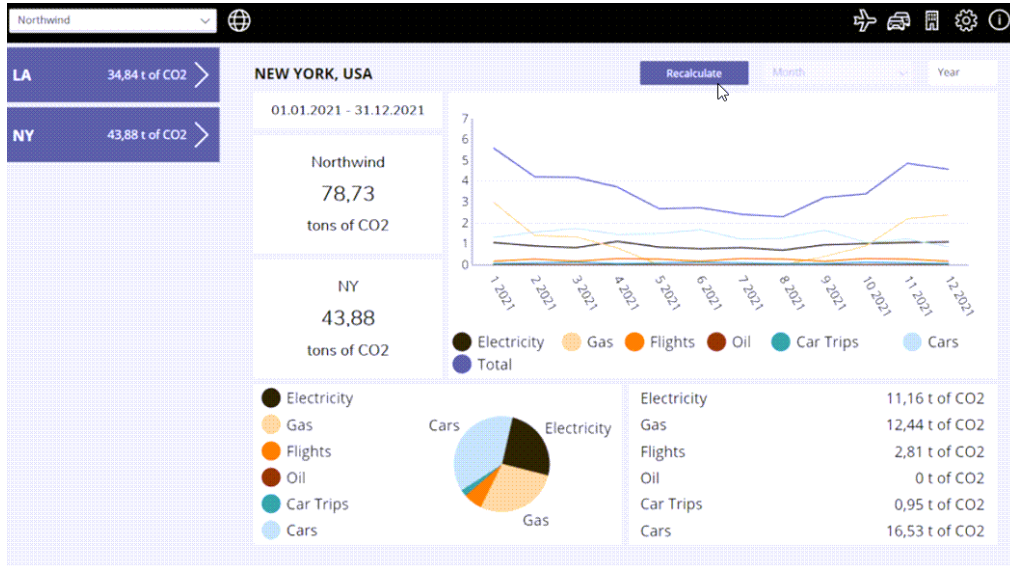 Northwind
LA 34,84 t of CO2
NY 43,88 t of CO2
NEW YORK, USA
Recalculate
Month
Year
01.01.2021 - 31.12.2021
Northwind
78,73
tons of CO2
NY
43,88
tons of CO2
7
6
5
4
3
2
1
0
1 2021
2 2021
3 2021
4 2021
5 2021
6 2021
7 2021
8 2021
9 2021
10 2021
11 2021
12 2021
Electricity Gas Flights Oil Car Trips Cars
Total
Electricity
Gas
Flights
Oil
Car Trips
Cars
Cars
Electricity
Gas
Electricity 11,16 t of CO2
Gas 12,44 t of CO2
Flights 2,81 t of CO2
Oil 0 t of CO2
Car Trips 0,95 t of CO2
Cars 16,53 t of CO2